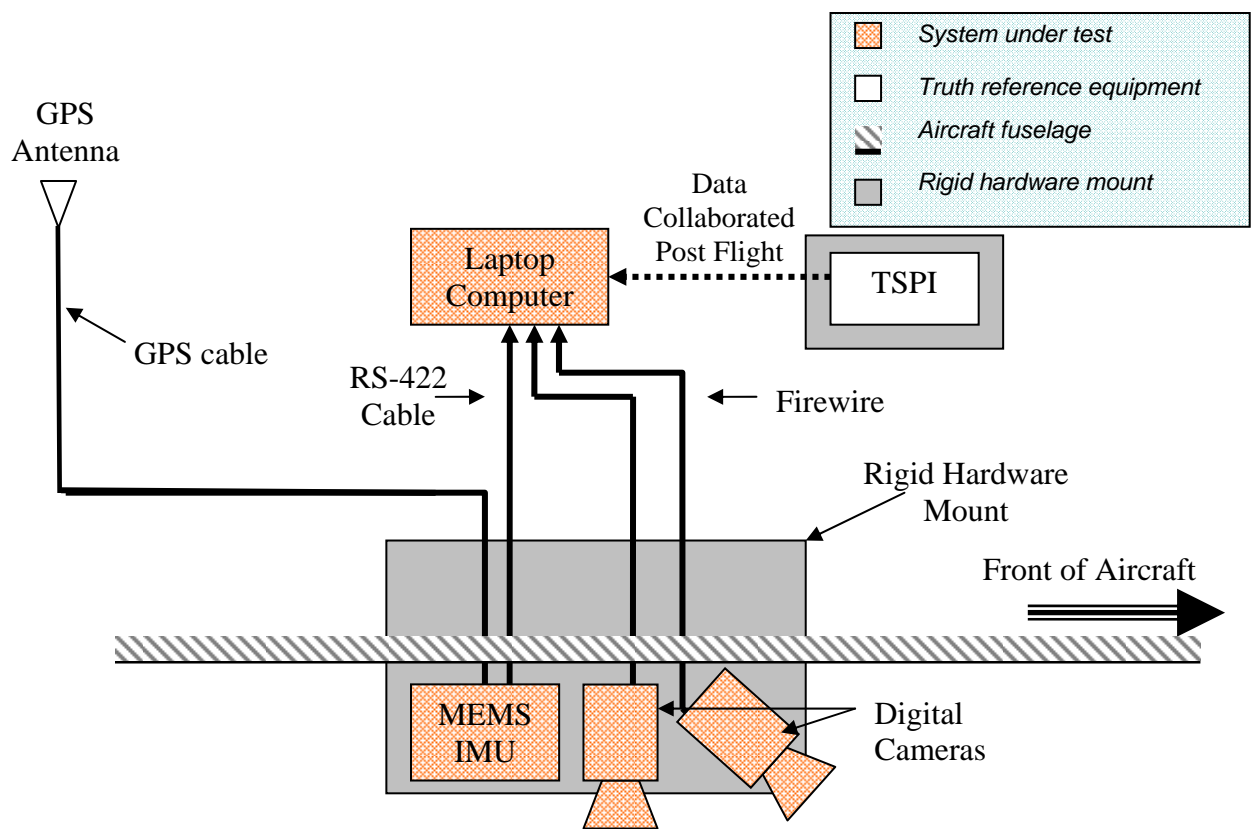 System under test
Truth reference equipment
Aircraft fuselage
Rigid hardware mount
GPS
Antenna
Data
Collaborated
Post Flight
Laptop
Computer
TSPI
GPS cable
RS-422
Cable
Firewire
Rigid Hardware
Mount
Front of Aircraft
MEMS
IMU
Digital
Cameras